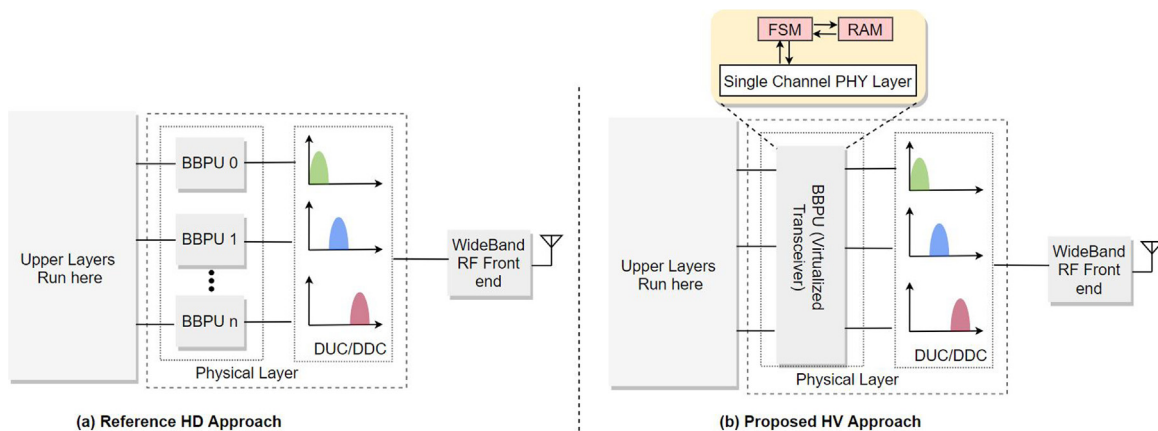 Upper Layers
Run here
BBPU 0
BBPU 1
BBPU n
DUC/DDC
Physical Layer
WideBand
RF Front
end
(a) Reference HD Approach
FSM
RAM
Single Channel PHY Layer
Upper Layers
Run here
BBPU (Virtualized
Transceiver)
DUC/DDC
Physical Layer
WideBand
RF Front
end
(b) Proposed HV Approach